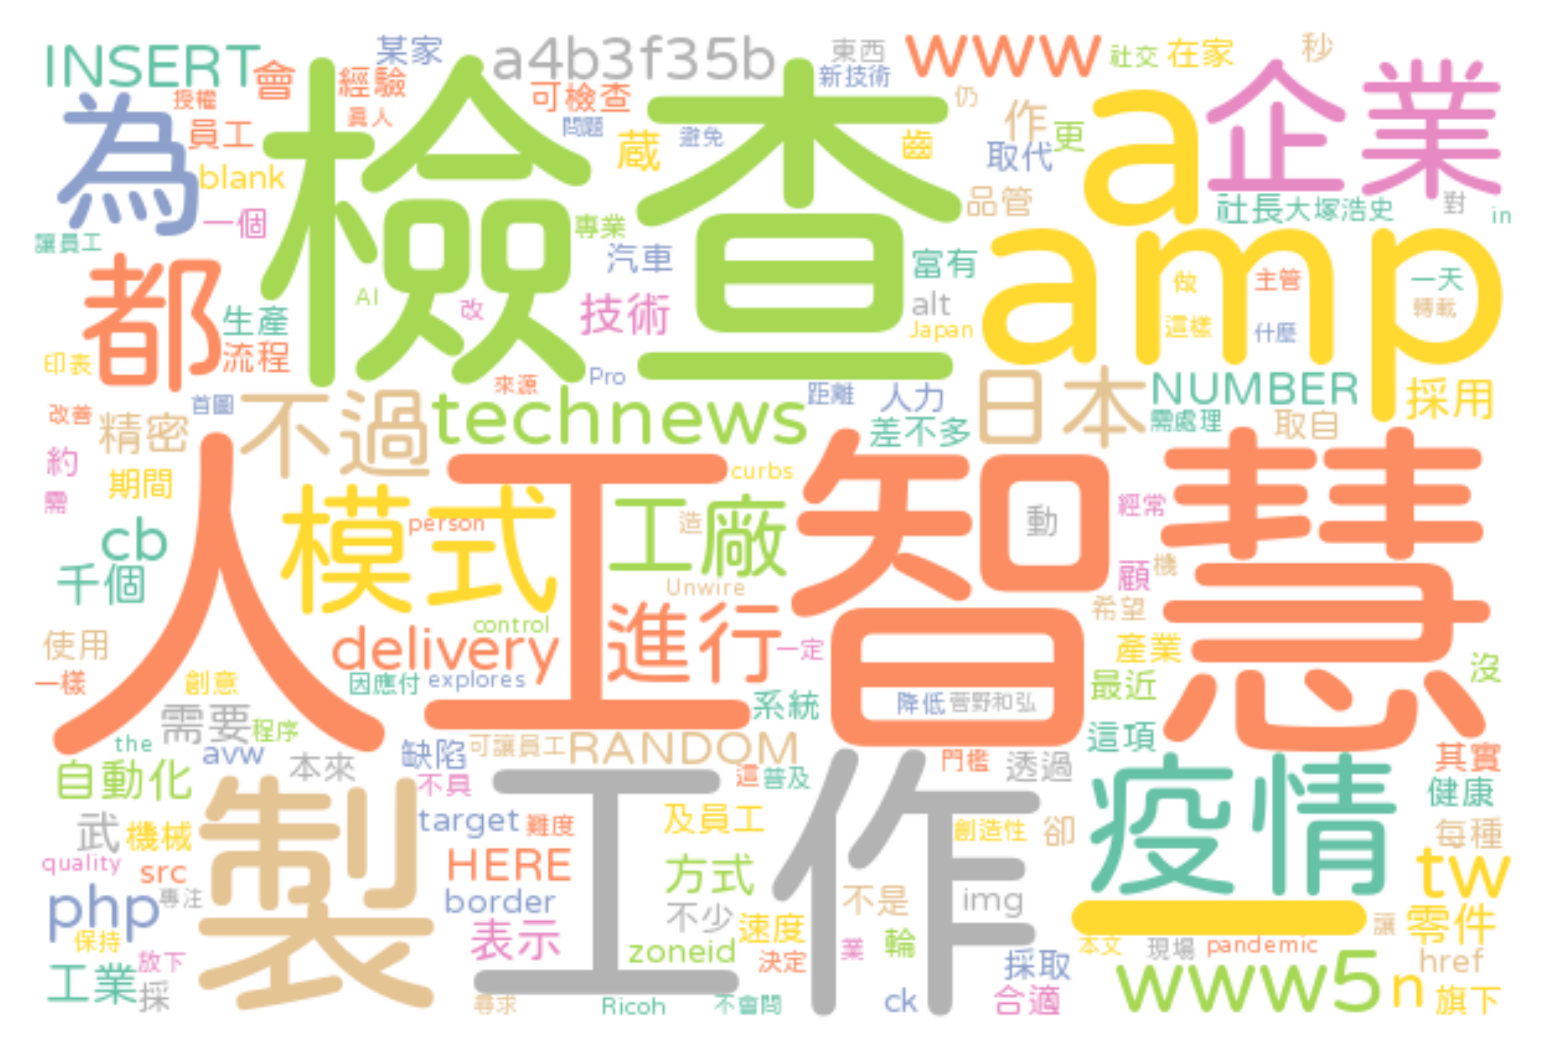 INSERT
某家
a4b3f35b
東西
www
社交
在家
秒
會
經驗
可檢查
新技術
仍
企業
為
授權
員工
真人
檢查
問題
蔵
避免
齒
作
更
取代
a
blank
一個
專業
品管
社長
大塚浩史
對
in
讓員工
都
汽車
富有
amp
生產
AI
改
技術
alt
Japan
做
主管
一天
轉載
這樣
什麼
印表
流程
來源
Pro
距離
人力
日本
NUMBER
採用
改善
首圖
精密
不過
technews
差不多
需處理
取自
約
期間
curbs
人工智慧
需
模式
person
工廠
造
動
經常
cb
千個
Unwire
顧
機
希望
使用
delivery
control
進行
一定
產業
沒
一樣
創意
因應付
explores
系統
降低
菅野和弘
最近
需要
程序
the
avw
本來
缺陷
可讓員工
RANDOM
門檻
透過
這項
其實
自動化
不具
這
普及
疫情
健康
製
工作
武
機械
target
難度
及員工
創造性
卻
每種
quality
src
HERE
方式
tw
php
專注
border
不少
速度
不是
img
一
讓
零件
保持
表示
zoneid
決定
業
輪
本文
現場
pandemic
href
工業
放下
採
採取
www5
n
旗下
尋求
Ricoh
不會問
ck
合適